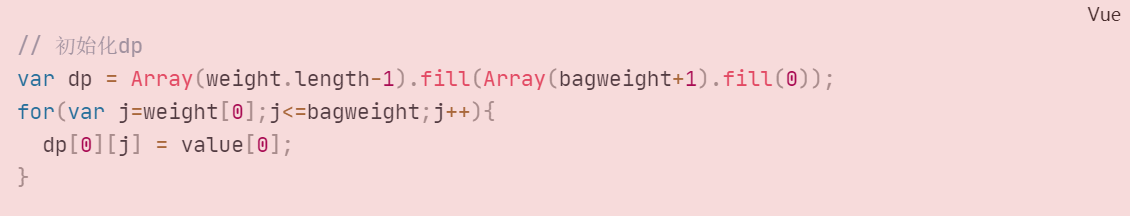 Vue
// 初始化dp
var dp = Array(weight.length-1).fill(Array(bagweight+1).fill(0));
for(var j=weight[0];j<=bagweight;j++){
  dp[0][j] = value[0];
}